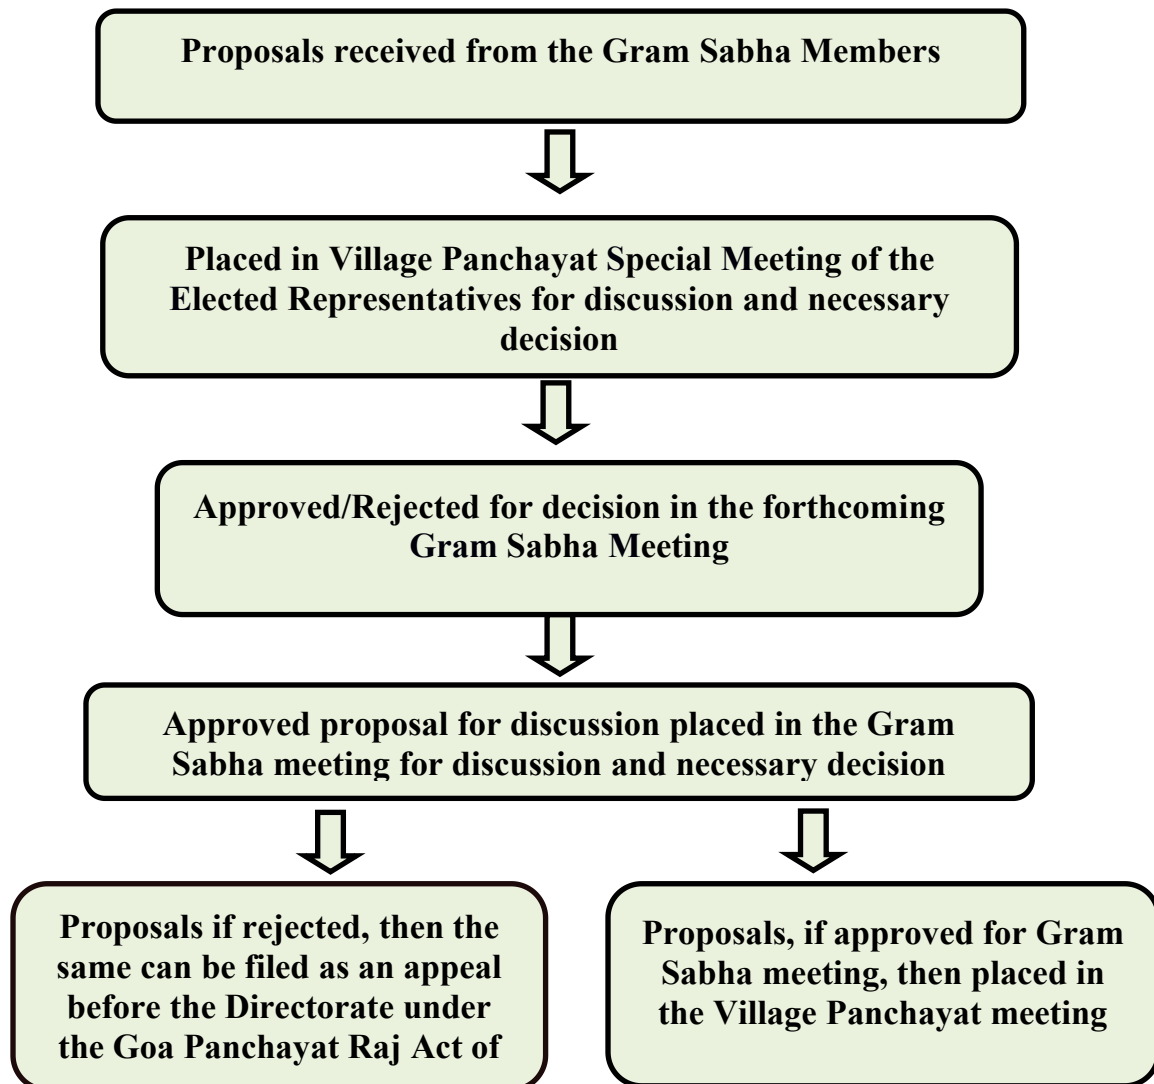 Proposals received from the Gram Sabha Members
Placed in Village Panchayat Special Meeting of the
Elected Representatives for discussion and necessary
decision
Approved/Rejected for decision in the forthcoming
Gram Sabha Meeting
Approved proposal for discussion placed in the Gram
Sabha meeting for discussion and necessary decision
Proposals if rejected, then the
same can be filed as an appeal
before the Directorate under
the Goa Panchayat Raj Act of
Proposals, if approved for Gram
Sabha meeting, then placed in
the Village Panchayat meeting